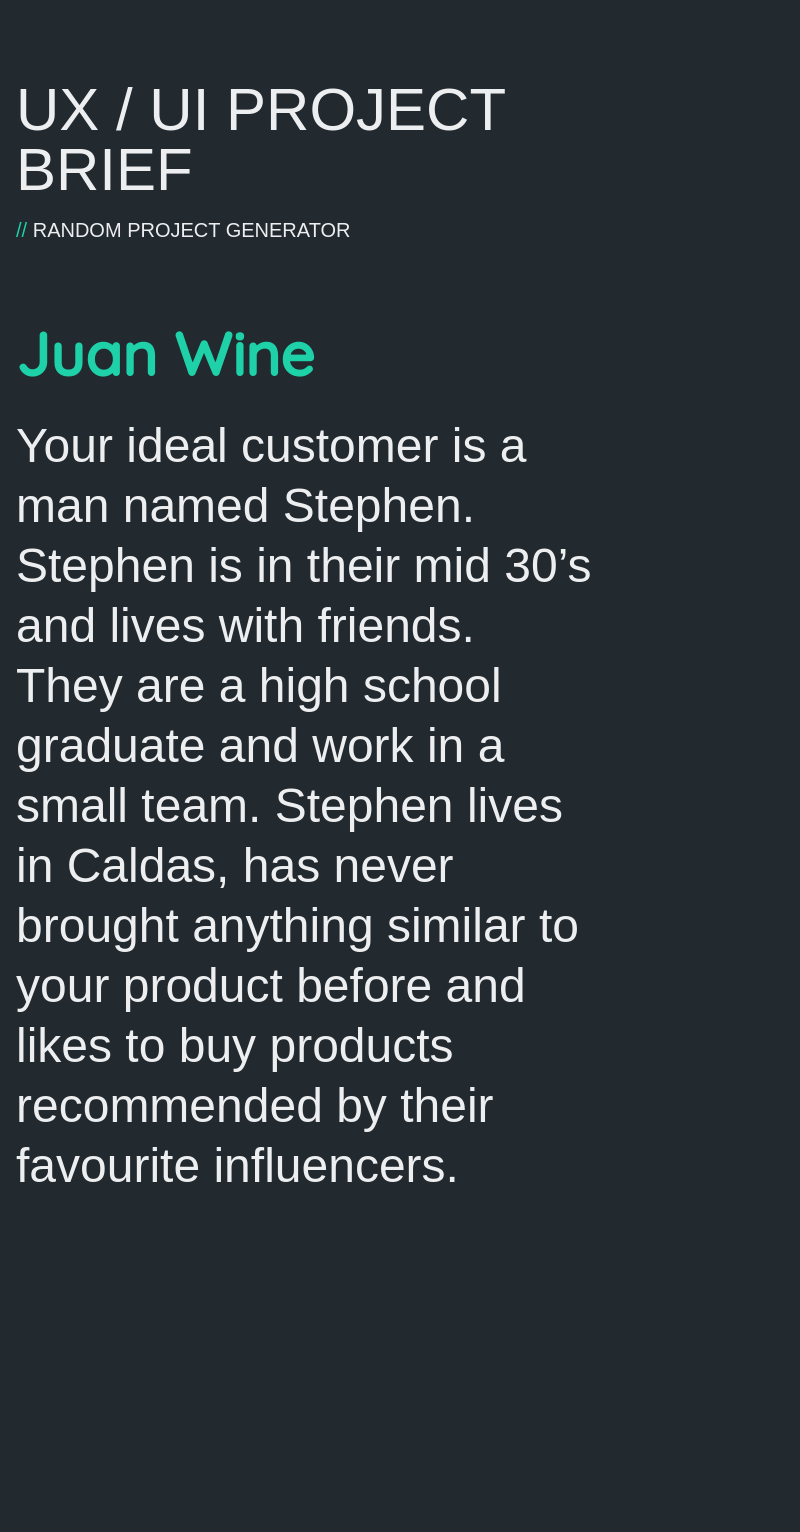 UX / UI PROJECT
BRIEF
// RANDOM PROJECT GENERATOR
Juan Wine
Your ideal customer is a
man named Stephen.
Stephen is in their mid 30’s
and lives with friends.
They are a high school
graduate and work in a
small team. Stephen lives
in Caldas, has never
brought anything similar to
your product before and
likes to buy products
recommended by their
favourite influencers.